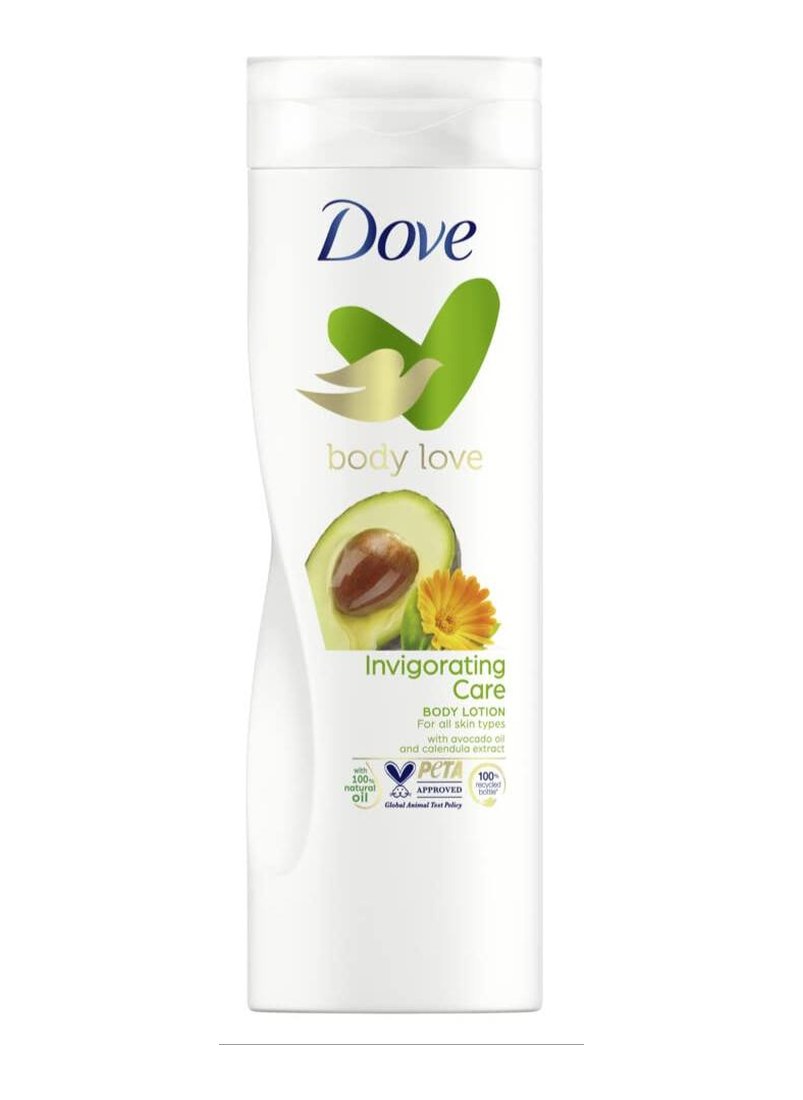 Dove
body love
Invigorating
Care
BODY LOTION
For all skin types
with avocado oil
and calendula extract
with
100%
natural
oil
PeTA
APPROVED
Global Animal Test Policy
100%
recycled
bottle*